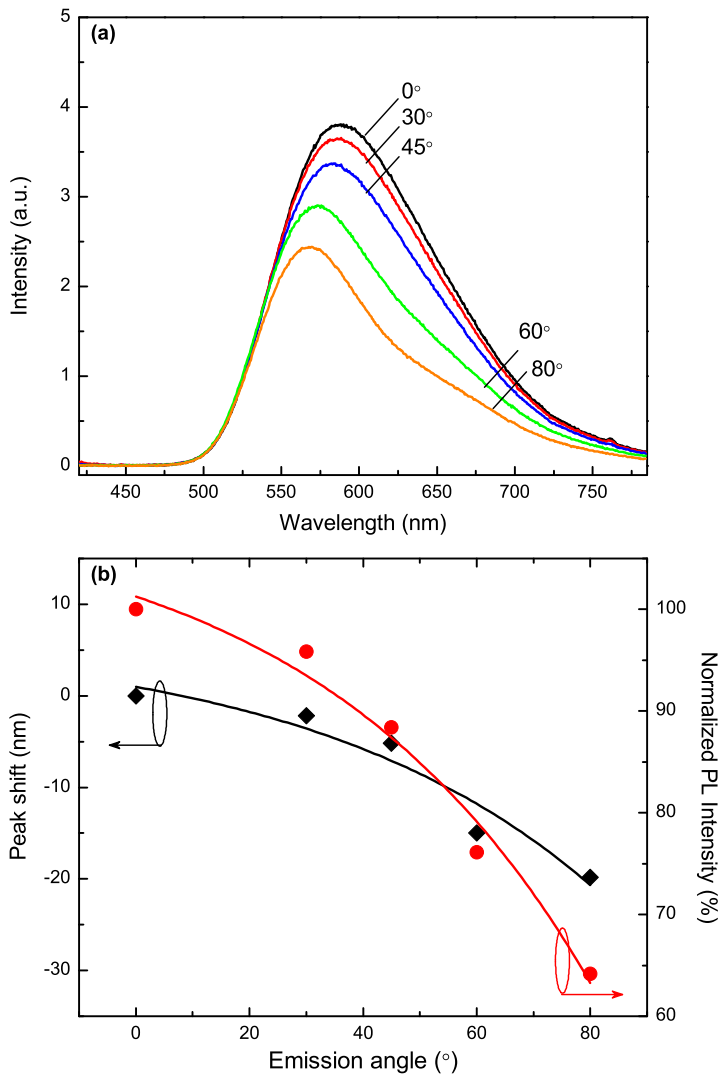 (a)
5
4
3
2
1
0
Intensity (a.u.)
0°
30°
45°
60°
80°
450 500 550 600 650 700 750
Wavelength (nm)
(b)
10
0
-10
-20
-30
Peak shift (nm)
100
90
80
70
60
Normalized PL Intensity (%)
0 20 40 60 80
Emission angle (°)